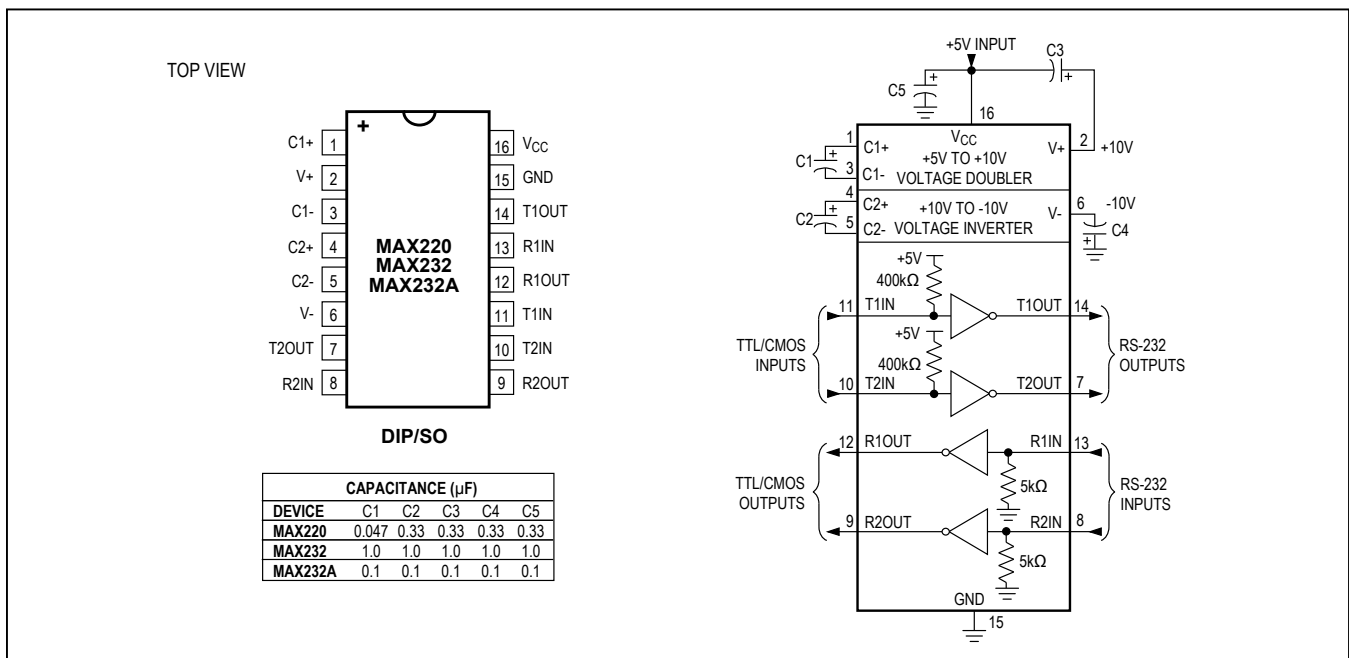 TOP VIEW
+
C1+ 1
V+ 2
C1- 3
C2+ 4
C2- 5
V- 6
T2OUT 7
R2IN 8
16 VCC
15 GND
14 T1OUT
13 R1IN
12 R1OUT
11 T1IN
10 T2IN
9 R2OUT
MAX220
MAX232
MAX232A
DIP/SO
CAPACITANCE (µF)
DEVICE C1 C2 C3 C4 C5
MAX220 0.047 0.33 0.33 0.33 0.33
MAX232 1.0 1.0 1.0 1.0 1.0
MAX232A 0.1 0.1 0.1 0.1 0.1
+5V INPUT
C3
+
C5 +
16
VCC
1 C1+
C1 +
3 C1-
+5V TO +10V
VOLTAGE DOUBLER
V+ 2 +10V
4 C2+
C2 +
5 C2-
+10V TO -10V
VOLTAGE INVERTER
V- 6 -10V
C4
+
+5V
400kΩ
11 T1IN T1OUT 14
+5V
400kΩ
10 T2IN T2OUT 7
TTL/CMOS
INPUTS
RS-232
OUTPUTS
12 R1OUT R1IN 13
5kΩ
9 R2OUT R2IN 8
5kΩ
TTL/CMOS
OUTPUTS
RS-232
INPUTS
GND
15